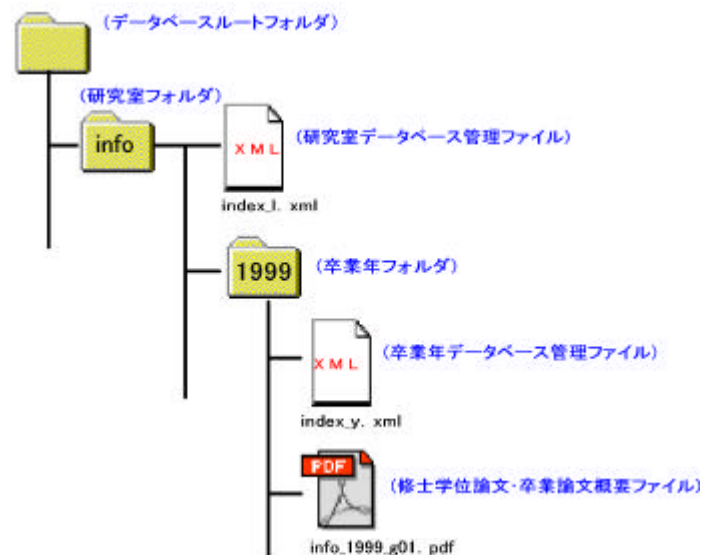 (データベースルートフォルダ)
(研究室フォルダ)
info
XML
(研究室データベース管理ファイル)
index_l. xml
1999
(卒業年フォルダ)
XML
(卒業年データベース管理ファイル)
index_y. xml
PDF
(修士学位論文・卒業論文概要ファイル)
info_1999_g01. pdf